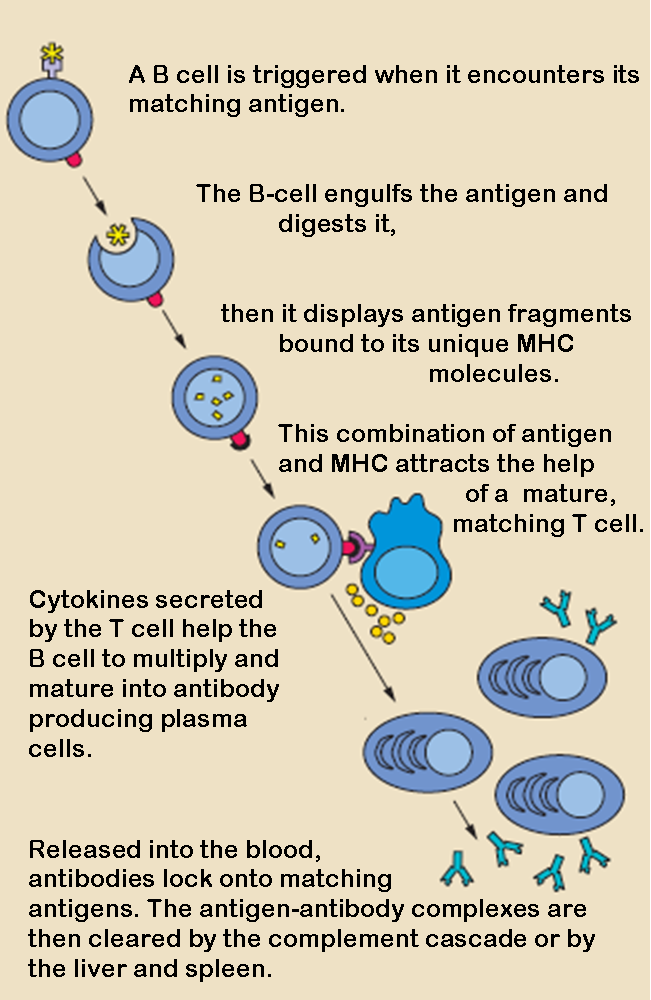 A B cell is triggered when it encounters its
matching antigen.
The B-cell engulfs the antigen and
digests it,
then it displays antigen fragments
bound to its unique MHC
molecules.
This combination of antigen
and MHC attracts the help
of a mature,
matching T cell.
Cytokines secreted
by the T cell help the
B cell to multiply and
mature into antibody
producing plasma
cells.
Released into the blood,
antibodies lock onto matching
antigens. The antigen-antibody complexes are
then cleared by the complement cascade or by
the liver and spleen.